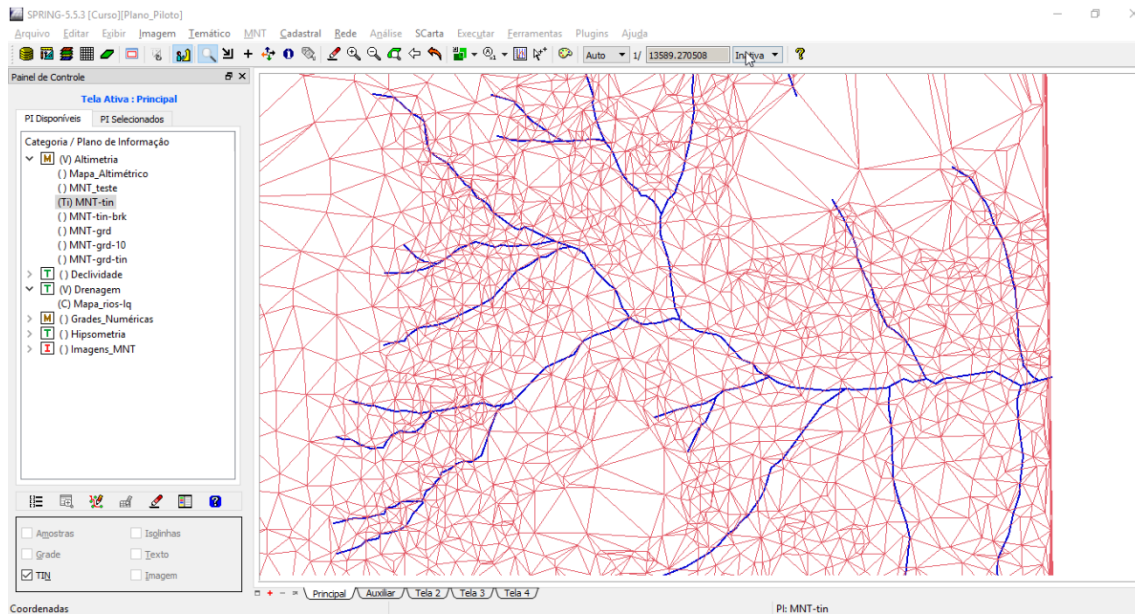 SPRING-5.5.3 [Curso][Plano_Piloto]
Arquivo Editar Exibir Imagem Temático MNT Cadastral Rede Análise SCarta Executar Ferramentas Plugins Ajuda
Auto 1/ 13589.270508 Inativa
Painel de Controle
Tela Ativa : Principal
PI Disponíveis PI Selecionados
Categoria / Plano de Informação
M (V) Altimetria
( ) Mapa_Altimétrico
( ) MNT_teste
(Ti) MNT-tin
( ) MNT-tin-brk
( ) MNT-grd
( ) MNT-grd-10
( ) MNT-grd-tin
T ( ) Declividade
T (V) Drenagem
(C) Mapa_rios-lq
M ( ) Grades_Numéricas
T ( ) Hipsometria
I ( ) Imagens_MNT
Amostras Isolinhas
Grade Texto
TIN Imagem
Principal Auxiliar Tela 2 Tela 3 Tela 4
Coordenadas PI: MNT-tin